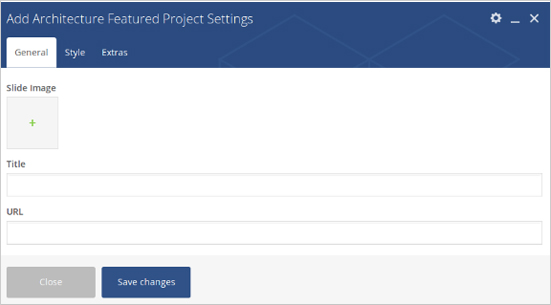 Add Architecture Featured Project Settings
General Style Extras
Slide Image
+
Title
URL
Close Save changes